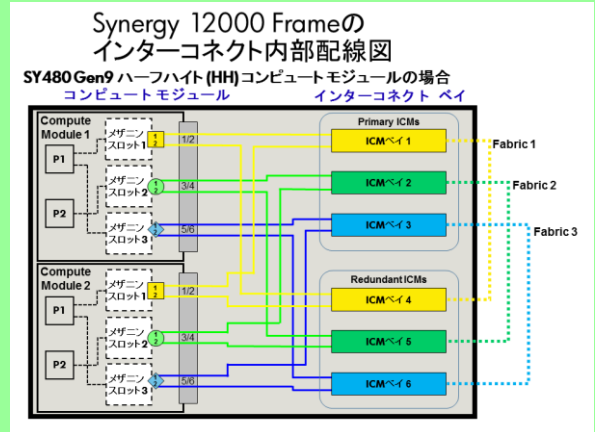 Synergy 12000 Frameの
インターコネクト内部配線図
SY480 Gen9 ハーフハイト (HH) コンピュートモジュールの場合
コンピュート モジュール
インターコネクト ベイ
Compute
Module 1
P1
P2
メザニン
スロット1
1
2
1/2
メザニン
スロット2
1
2
3/4
メザニン
スロット3
1
2
5/6
Compute
Module 2
P1
P2
メザニン
スロット1
1
2
1/2
メザニン
スロット2
1
2
3/4
メザニン
スロット3
1
2
5/6
Primary ICMs
ICMベイ 1
ICMベイ 2
ICMベイ 3
Redundant ICMs
ICMベイ 4
ICMベイ 5
ICMベイ 6
Fabric 1
Fabric 2
Fabric 3